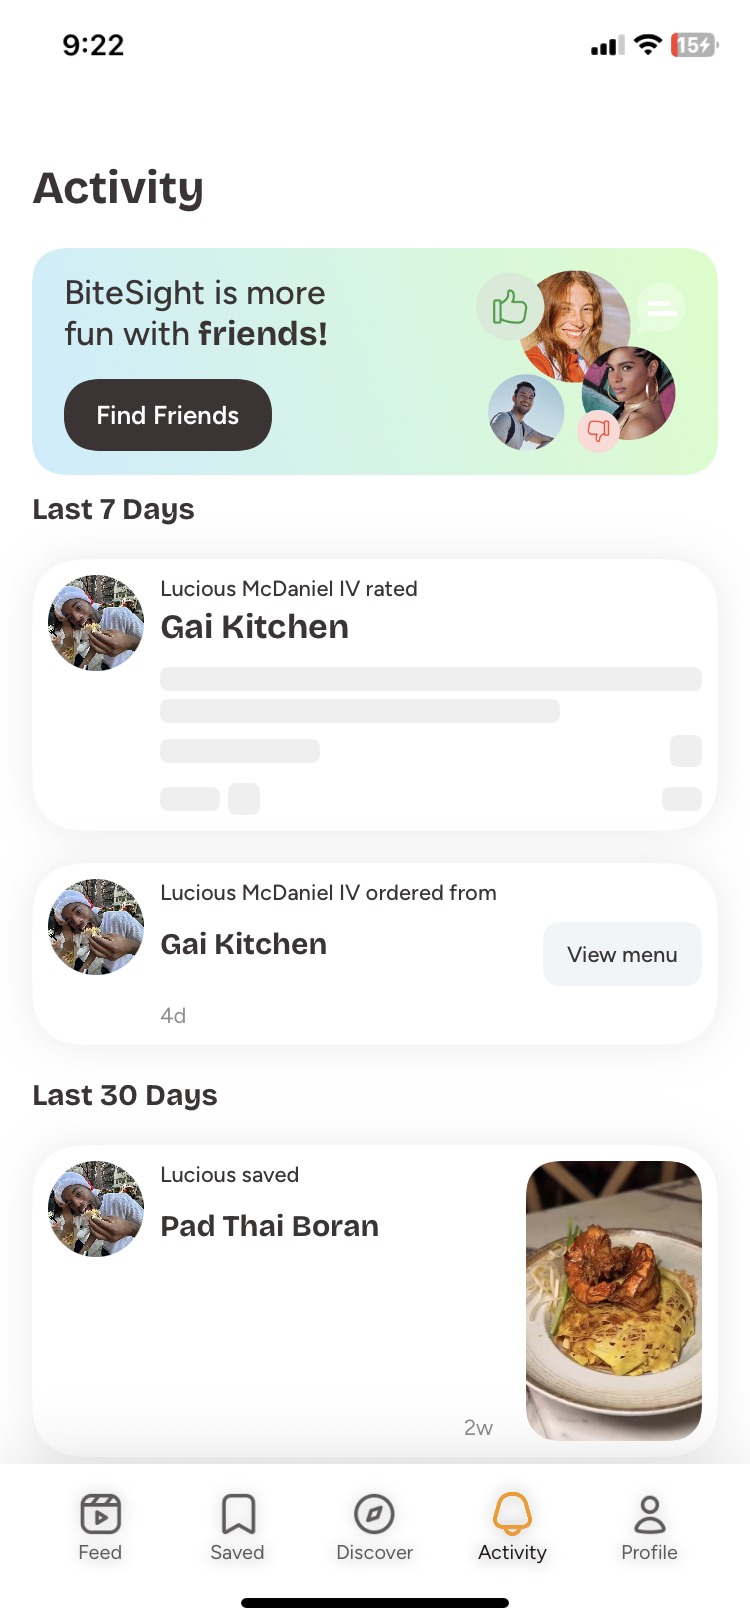 9:22
15
Activity
BiteSight is more
fun with friends!
Find Friends
Last 7 Days
Lucious McDaniel IV rated
Gai Kitchen
Lucious McDaniel IV ordered from
Gai Kitchen
View menu
4d
Last 30 Days
Lucious saved
Pad Thai Boran
2w
Feed
Saved
Discover
Activity
Profile